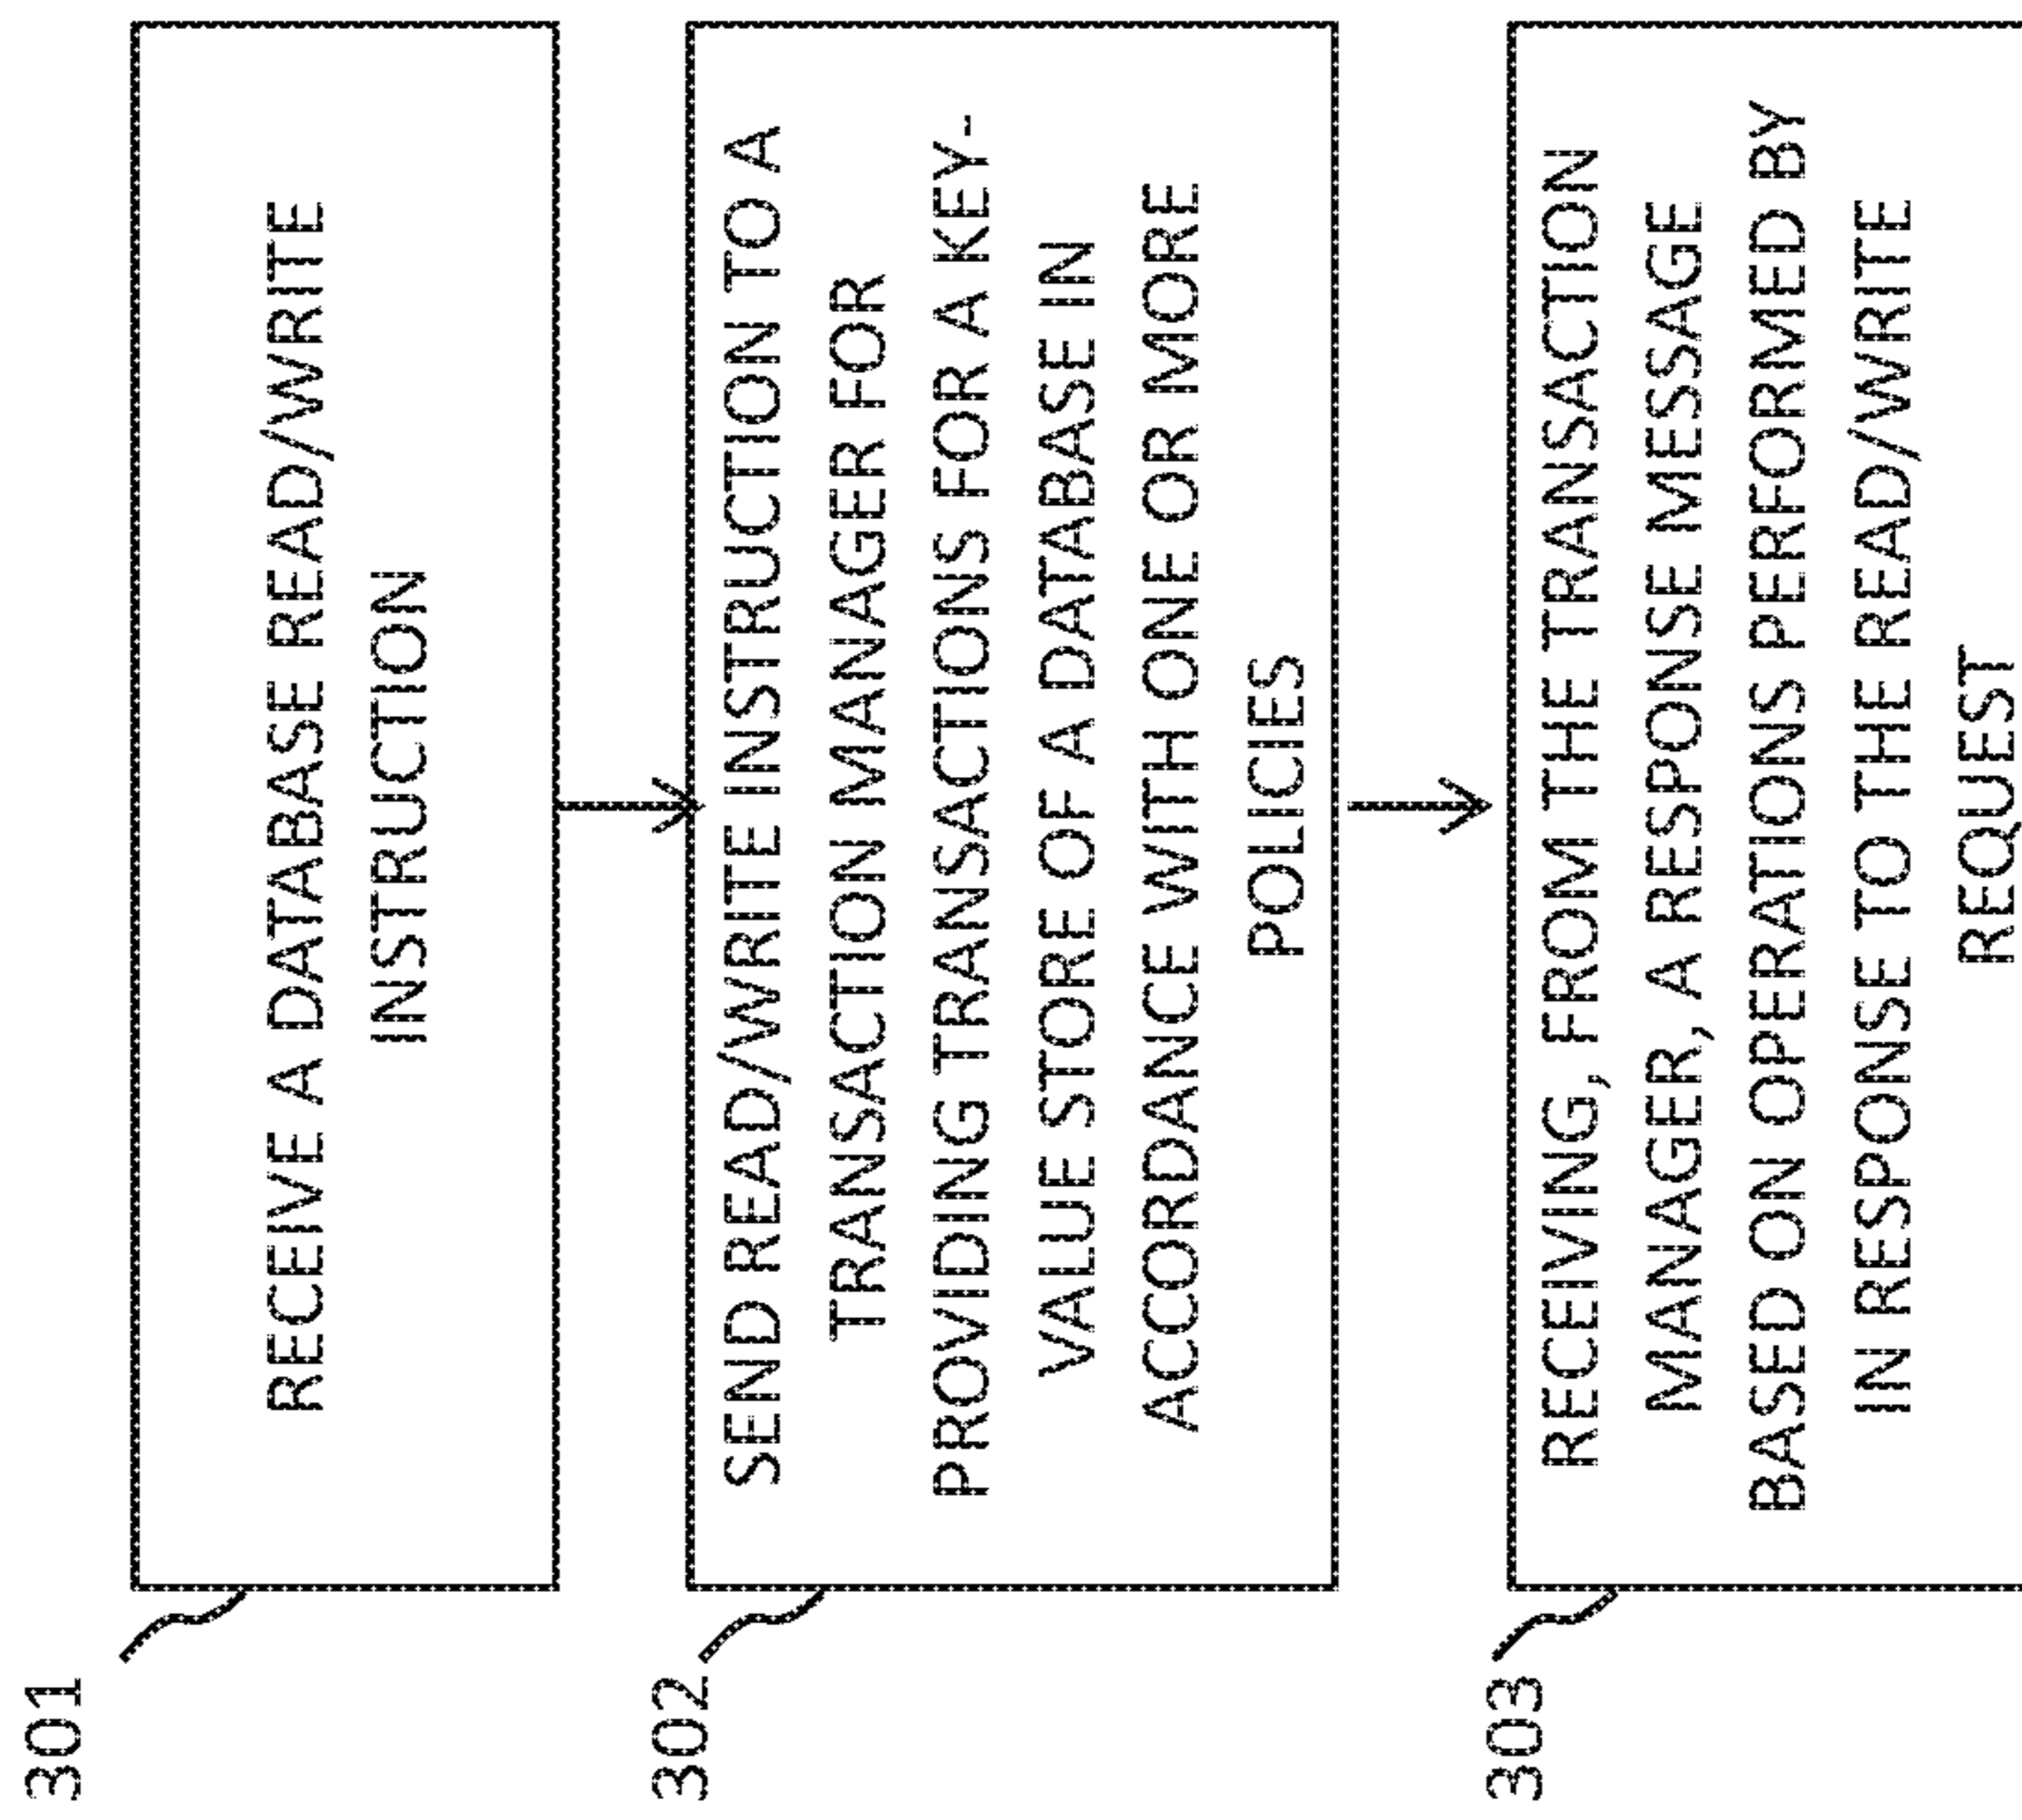 301
RECEIVE A DATABASE READ/WRITE
INSTRUCTION
302
SEND READ/WRITE INSTRUCTION TO A
TRANSACTION MANAGER FOR
PROVIDING TRANSACTIONS FOR A KEY-
VALUE STORE OF A DATABASE IN
ACCORDANCE WITH ONE OR MORE
POLICIES
303
RECEIVING, FROM THE TRANSACTION
MANAGER, A RESPONSE MESSAGE
BASED ON OPERATIONS PERFORMED BY
IN RESPONSE TO THE READ/WRITE
REQUEST